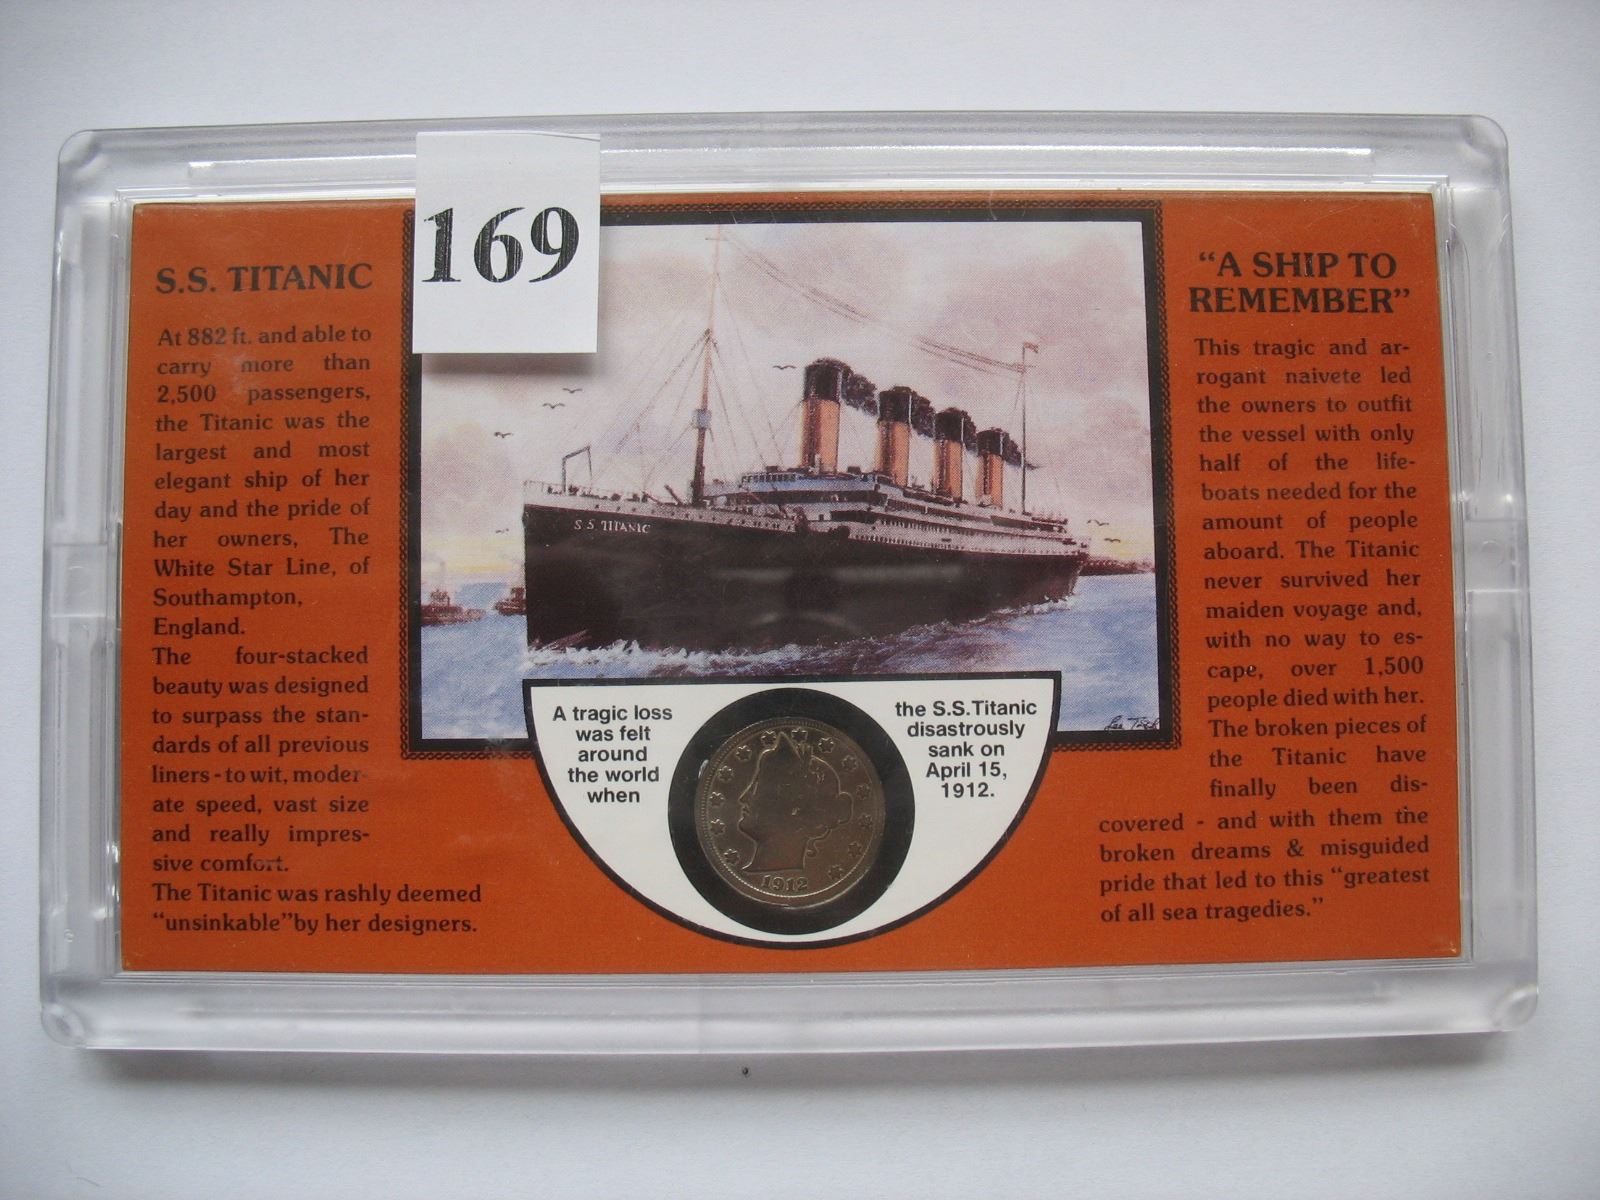 169
S.S. TITANIC
At 882 ft. and able to
carry more than
2,500 passengers,
the Titanic was the
largest and most
elegant ship of her
day and the pride of
her owners, The
White Star Line, of
Southampton,
England.
The four-stacked
beauty was designed
to surpass the stan-
dards of all previous
liners - to wit, moder-
ate speed, vast size
and really impres-
sive comfort.
The Titanic was rashly deemed
"unsinkable"by her designers.
S S TITANIC
A tragic loss
was felt
around
the world
when
1912
the S.S.Titanic
disastrously
sank on
April 15,
1912.
"A SHIP TO
REMEMBER"
This tragic and ar-
rogant naivete led
the owners to outfit
the vessel with only
half of the life-
boats needed for the
amount of people
aboard. The Titanic
never survived her
maiden voyage and,
with no way to es-
cape, over 1,500
people died with her.
The broken pieces of
the Titanic have
finally been dis-
covered - and with them the
broken dreams & misguided
pride that led to this "greatest
of all sea tragedies."